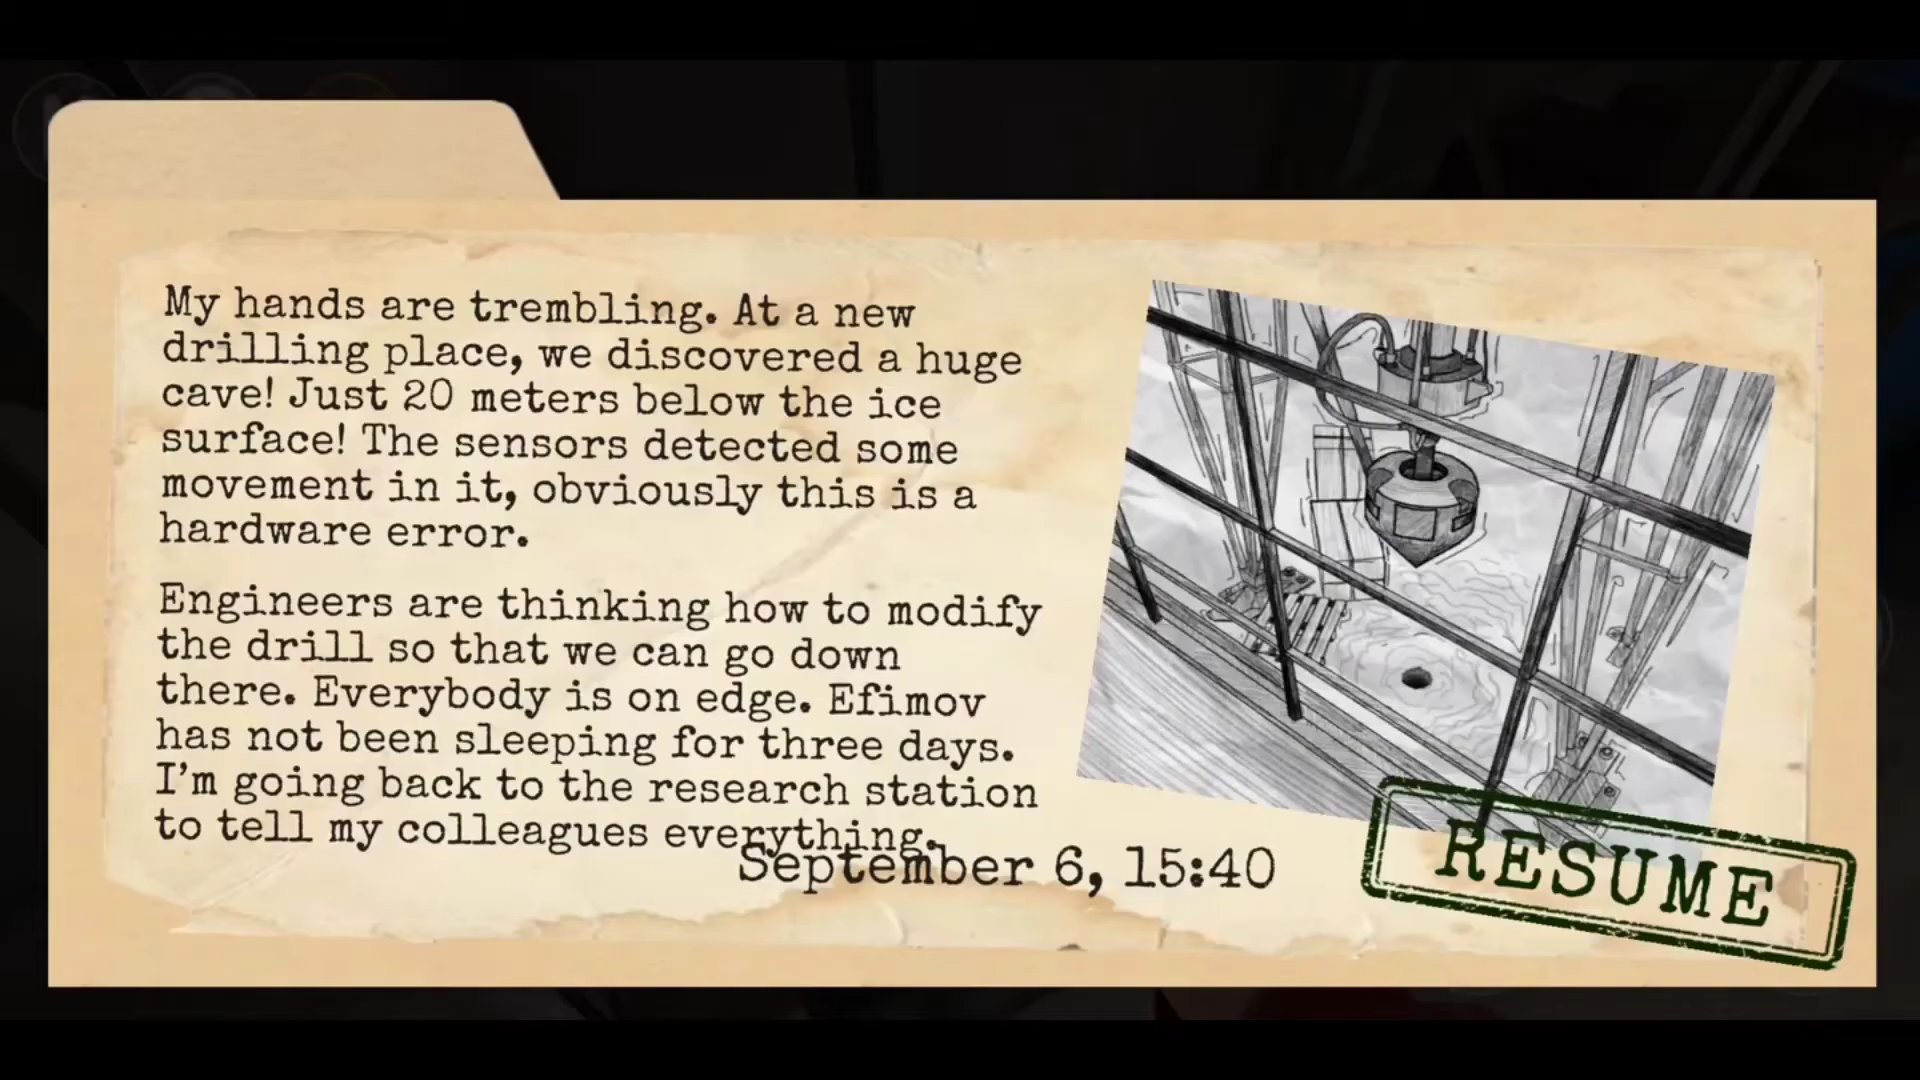 My hands are trembling. At a new
drilling place, we discovered a huge
cave! Just 20 meters below the ice
surface! The sensors detected some
movement in it, obviously this is a
hardware error.
Engineers are thinking how to modify
the drill so that we can go down
there. Everybody is on edge. Efimov
has not been sleeping for three days.
I'm going back to the research station
to tell my colleagues everything.
September 6, 15:40
RESUME